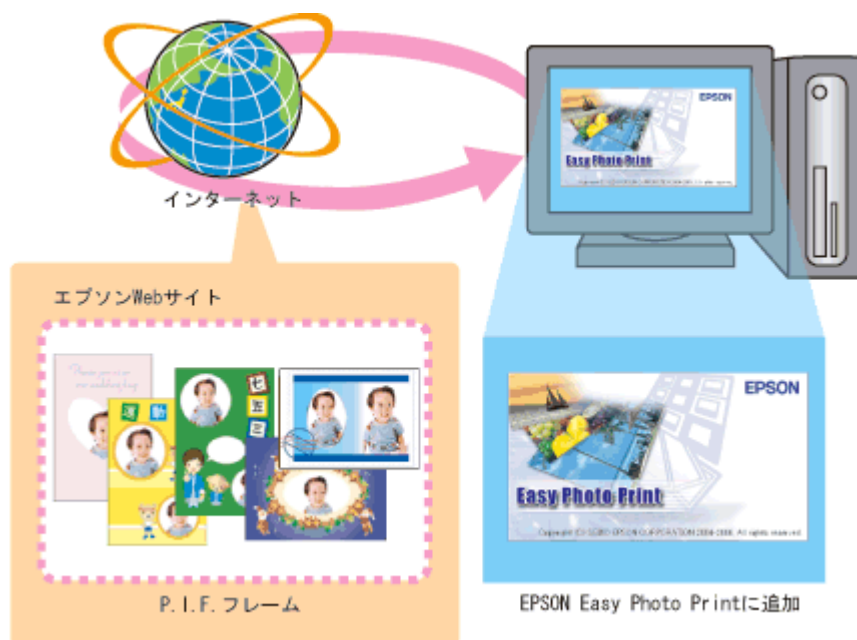 インターネット
EPSON
Easy Photo Print
エプソンWebサイト
運動
七五三
P.I.F.フレーム
EPSON
Easy Photo Print
EPSON Easy Photo Printに追加